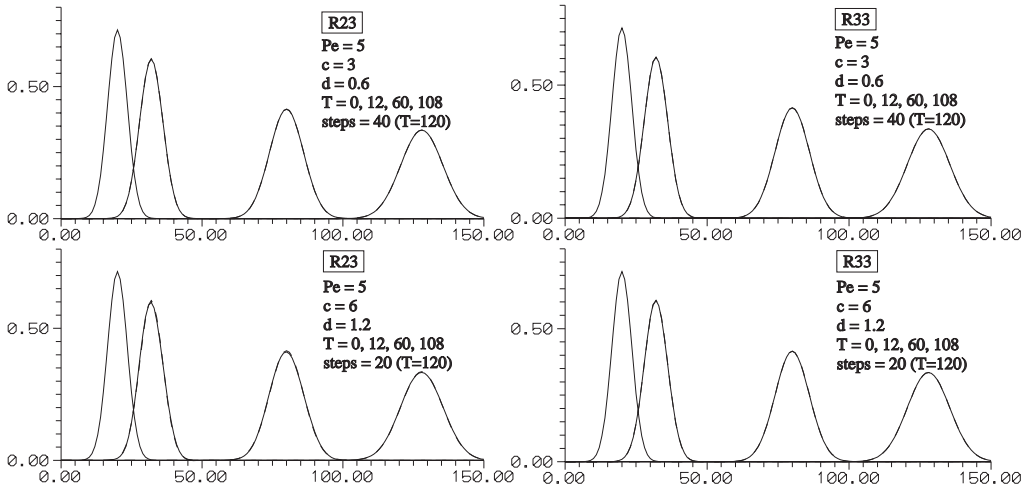 R23
Pe = 5
c = 3
d = 0.6
T = 0, 12, 60, 108
steps = 40 (T=120)
0.50
0.00
0.00 50.00 100.00 150.00
R33
Pe = 5
c = 3
d = 0.6
T = 0, 12, 60, 108
steps = 40 (T=120)
0.50
0.00
0.00 50.00 100.00 150.00
R23
Pe = 5
c = 6
d = 1.2
T = 0, 12, 60, 108
steps = 20 (T=120)
0.50
0.00
0.00 50.00 100.00 150.00
R33
Pe = 5
c = 6
d = 1.2
T = 0, 12, 60, 108
steps = 20 (T=120)
0.50
0.00
0.00 50.00 100.00 150.00